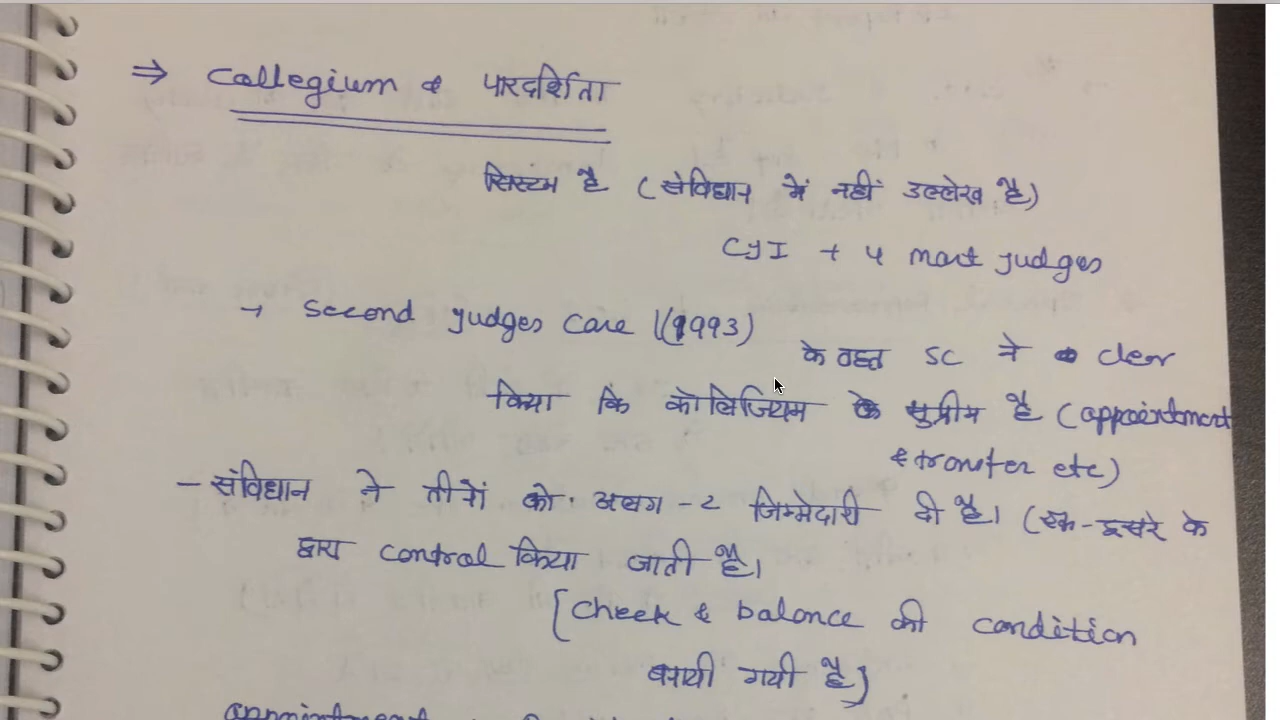 ⇒ Collegium & पारदर्शिता
सिस्टम है (संविधान में नहीं उल्लेख है)
CJI + 4 most judges
→ Second judges case (1993)
के तहत SC ने clear
किया कि कॉलिजियम सुप्रीम है (appointment
& transfer etc)
- संविधान ने तीनों को अलग-2 जिम्मेदारी दी है। (एक-दूसरे के
द्वारा control किया जाती है।
[Check & balance की condition
बनायी गयी है]
appointment